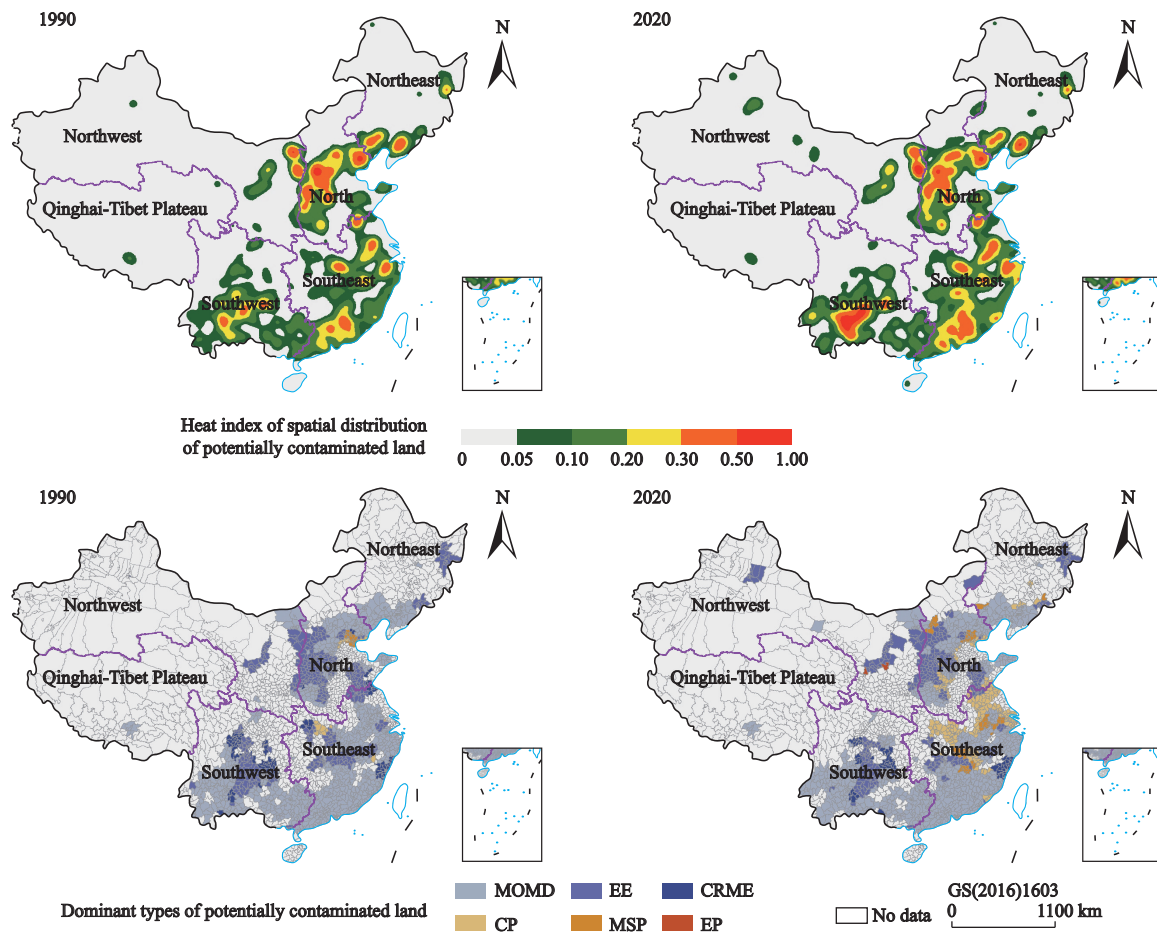 1990
N
Northeast
Northwest
Qinghai-Tibet Plateau
North
Southeast
Southwest
2020
N
Northeast
Northwest
Qinghai-Tibet Plateau
North
Southeast
Southwest
Heat index of spatial distribution
of potentially contaminated land
0 0.05 0.10 0.20 0.30 0.50 1.00
1990
N
Northeast
Northwest
Qinghai-Tibet Plateau
North
Southeast
Southwest
2020
N
Northeast
Northwest
Qinghai-Tibet Plateau
North
Southeast
Southwest
Dominant types of potentially contaminated land
MOMD EE CRME
CP MSP EP
No data
GS(2016)1603
0 1100 km